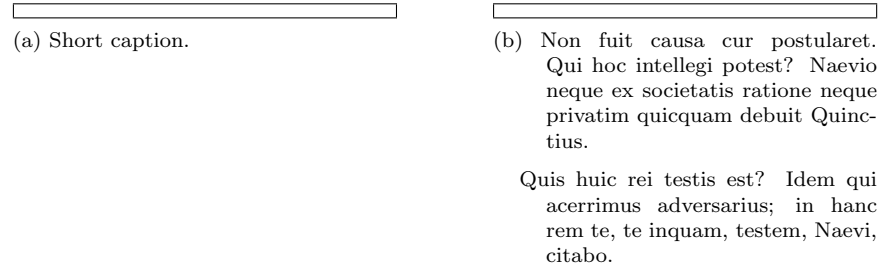 (a) Short caption.
(b) Non fuit causa cur postularet.
Qui hoc intellegi potest? Naevio
neque ex societatis ratione neque
privatim quicquam debuit Quinc-
tius.
Quis huic rei testis est? Idem qui
acerrimus adversarius; in hanc
rem te, te inquam, testem, Naevi,
citabo.